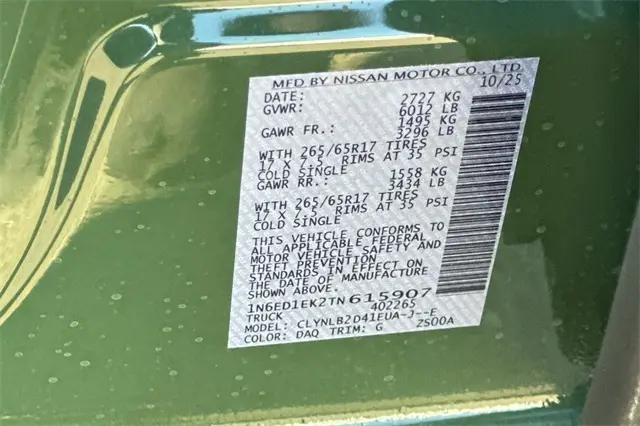 MFD BY NISSAN MOTOR CO., LTD.
DATE: 10/25
GVWR: 2727 KG
6012 LB
GAWR FR.: 1495 KG
3296 LB
WITH 265/65R17 TIRES
17 X 7.5 RIMS AT 35 PSI
COLD SINGLE
GAWR RR.: 1558 KG
3434 LB
WITH 265/65R17 TIRES
17 X 7.5 RIMS AT 35 PSI
COLD SINGLE
THIS VEHICLE CONFORMS TO
ALL APPLICABLE FEDERAL
MOTOR VEHICLE SAFETY AND
THEFT PREVENTION
STANDARDS IN EFFECT ON
THE DATE OF MANUFACTURE
SHOWN ABOVE.
1N6ED1EK2TN615907
TRUCK 402265
MODEL: CLYNLB2D41EUA-J--E
COLOR: DAQ TRIM: G ZS00A